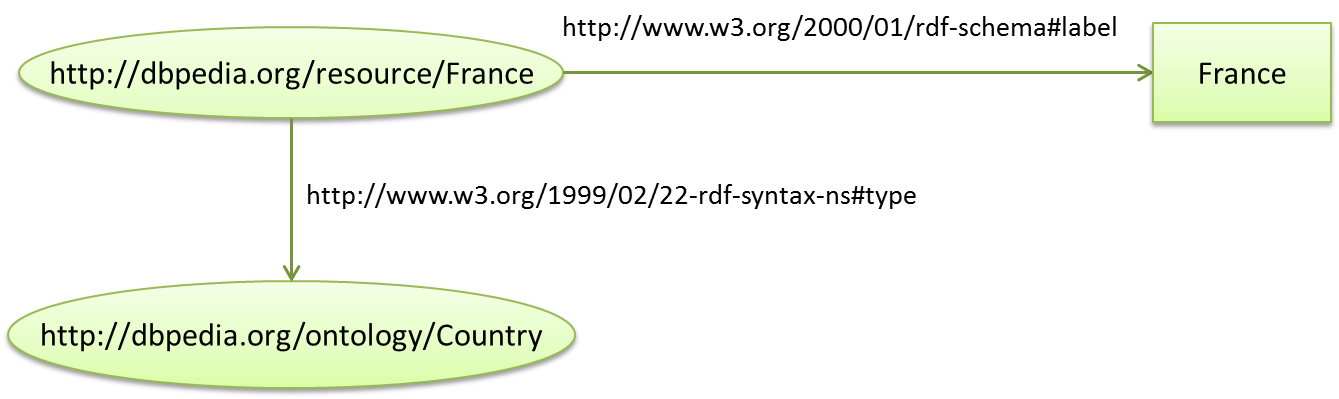 http://www.w3.org/2000/01/rdf-schema#label
http://dbpedia.org/resource/France
France
http://www.w3.org/1999/02/22-rdf-syntax-ns#type
http://dbpedia.org/ontology/Country